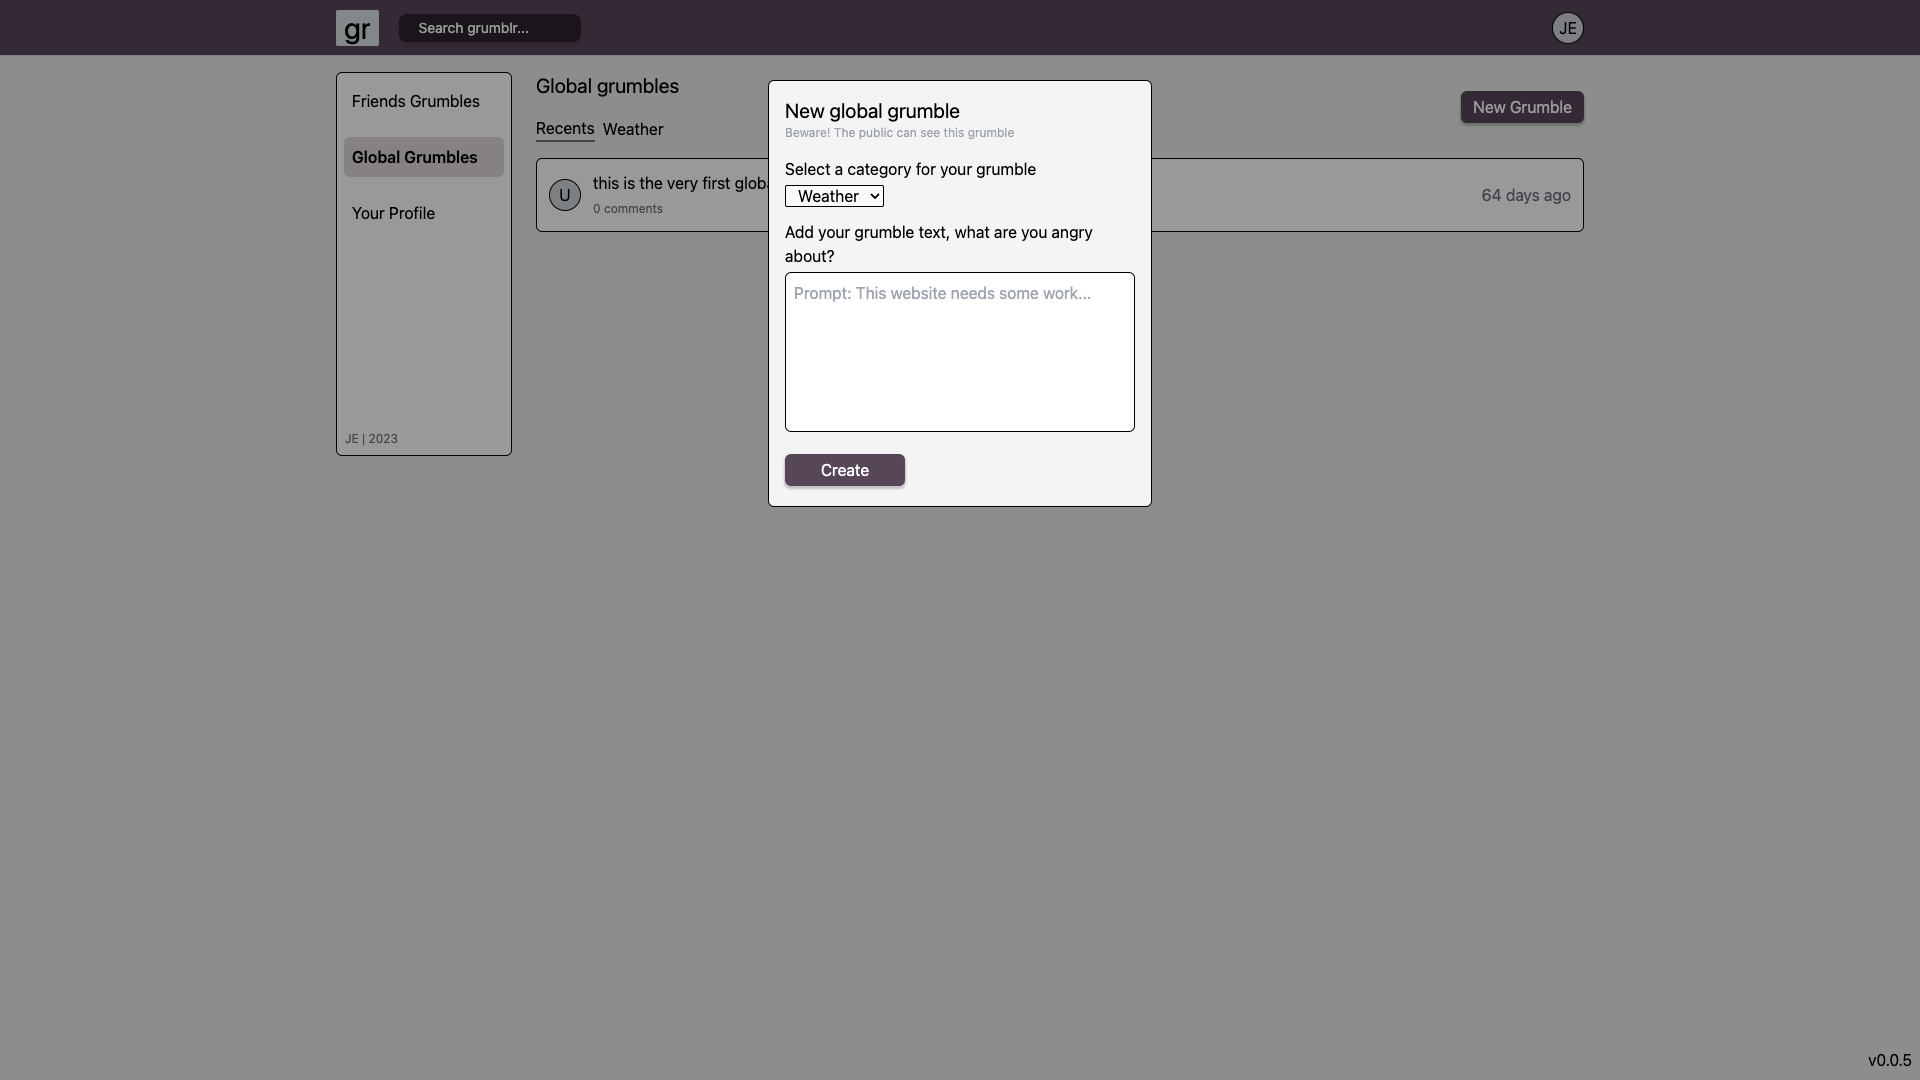 gr
Search grumblr...
JE
Friends Grumbles
Global Grumbles
Your Profile
JE | 2023
Global grumbles
Recents Weather
New Grumble
U
this is the very first globa
0 comments
64 days ago
New global grumble
Beware! The public can see this grumble
Select a category for your grumble
Weather
Add your grumble text, what are you angry
about?
Prompt: This website needs some work...
Create
v0.0.5